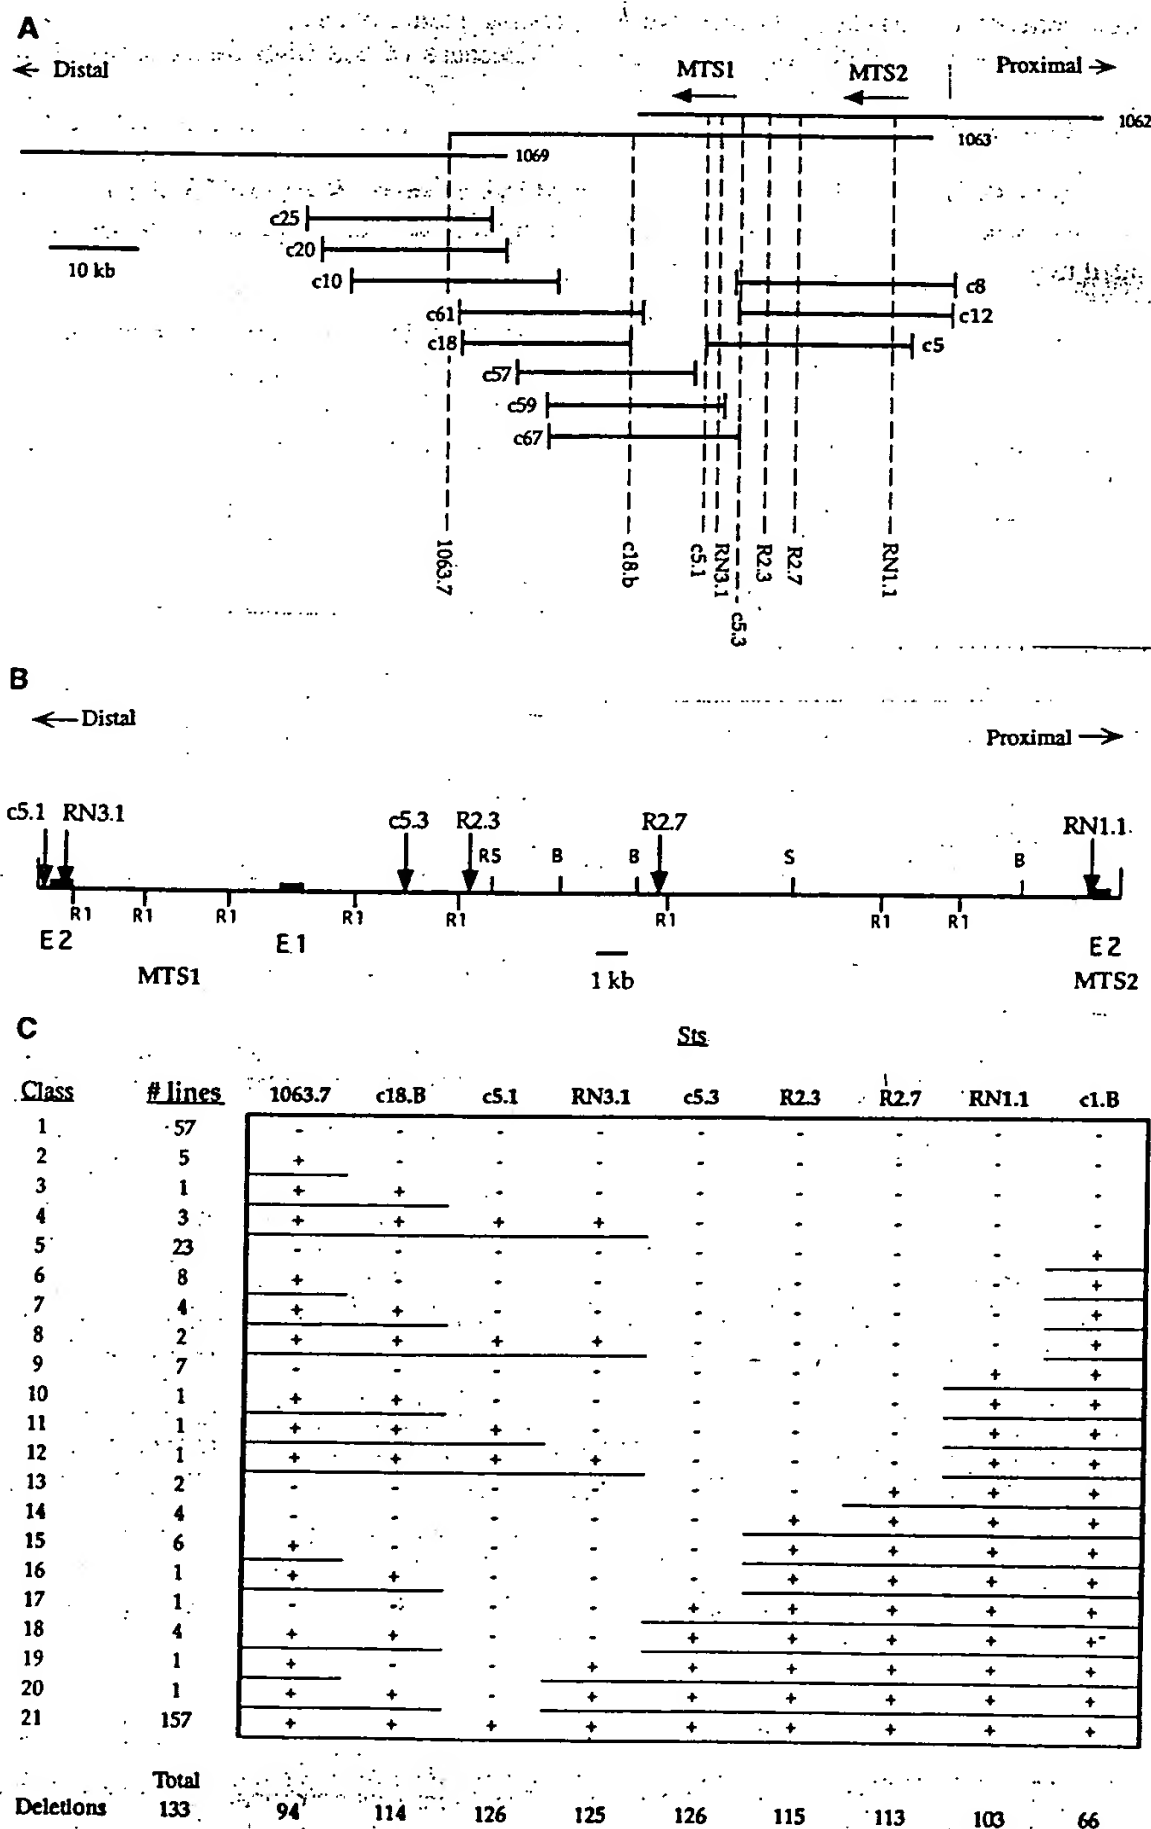 A
← Distal
MTS1
MTS2
Proximal →
1062
1063
1069
c25
c20
10 kb
c10
c8
c61
c12
c18
c5
c57
c59
c67
1063.7
c18.b
c5.1
RN3.1
c5.3
R2.3
R2.7
RN1.1
B
← Distal
Proximal →
c5.1 RN3.1 c5.3 R2.3 R2.7 RN1.1
RS B B S B
R1 R1 R1 R1 R1 R1 R1 R1
E2 E1 E2
MTS1 1 kb MTS2
C
Sts
Class # lines 1063.7 c18.B c5.1 RN3.1 c5.3 R2.3 R2.7 RN1.1 c1.B
1 57 - - - - - - - - -
2 5 + - - - - - - - -
3 1 + + - - - - - - -
4 3 + + + + - - - - -
5 23 - - - - - - - - +
6 8 + - - - - - - - +
7 4 + + - - - - - - +
8 2 + + + + - - - - +
9 7 - - - - - - - + +
10 1 + + - - - - - + +
11 1 + + + - - - - + +
12 1 + + + + - - - + +
13 2 - - - - - - + + +
14 4 - - - - - + + + +
15 6 + - - - - + + + +
16 1 + + - - - + + + +
17 1 - - - - + + + + +
18 4 + + - - + + + + +
19 1 + - - + + + + + +
20 1 + + - + + + + + +
21 157 + + + + + + + + +
Total
Deletions 133 94 114 126 125 126 115 113 103 66